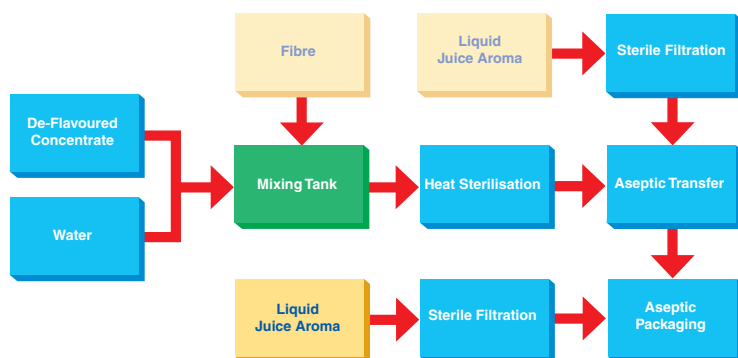 Fibre
Liquid
Juice Aroma
Sterile Filtration
De-Flavoured
Concentrate
Mixing Tank
Heat Sterilisation
Aseptic Transfer
Water
Liquid
Juice Aroma
Sterile Filtration
Aseptic
Packaging